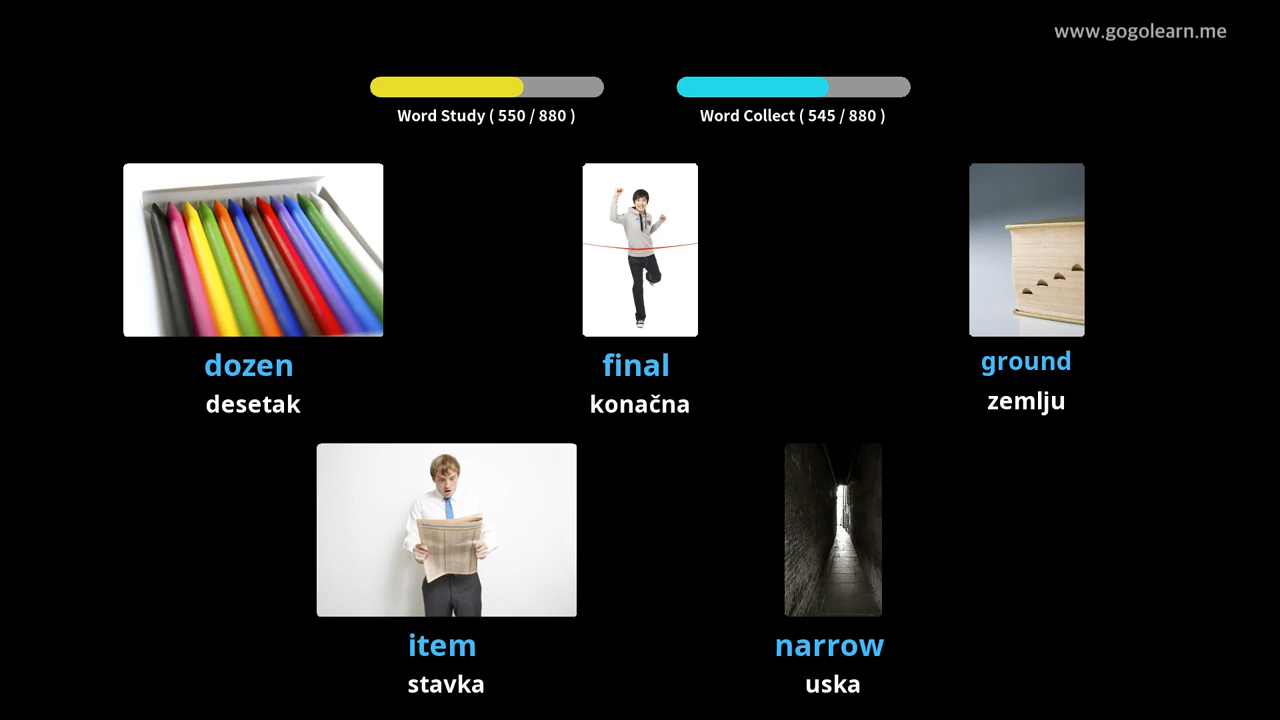 www.gogolearn.me
Word Study ( 550 / 880 )
Word Collect ( 545 / 880 )
dozen
desetak
final
konačna
ground
zemlju
item
stavka
narrow
uska